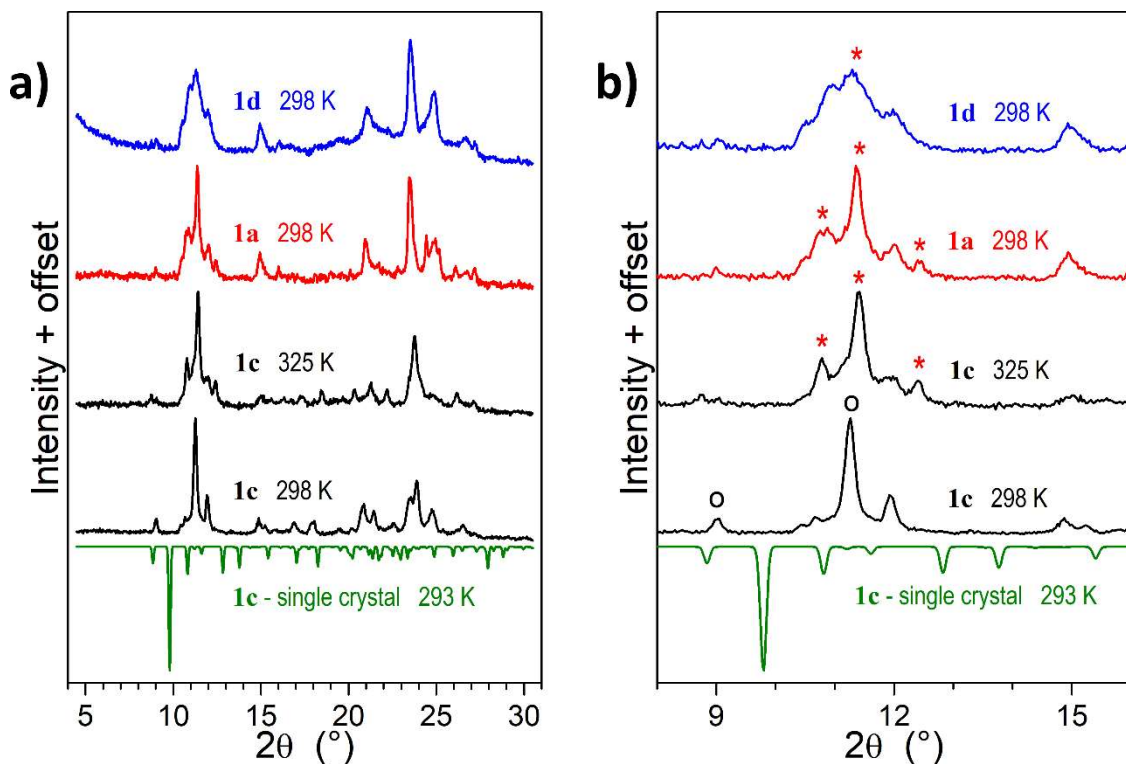 a)
Intensity + offset
1d 298 K
1a 298 K
1c 325 K
1c 298 K
1c - single crystal 293 K
5 10 15 20 25 30
2θ (°)
b)
Intensity + offset
*
1d 298 K
*
* *
1a 298 K
*
* *
1c 325 K
o
o 1c 298 K
1c - single crystal 293 K
9 12 15
2θ (°)